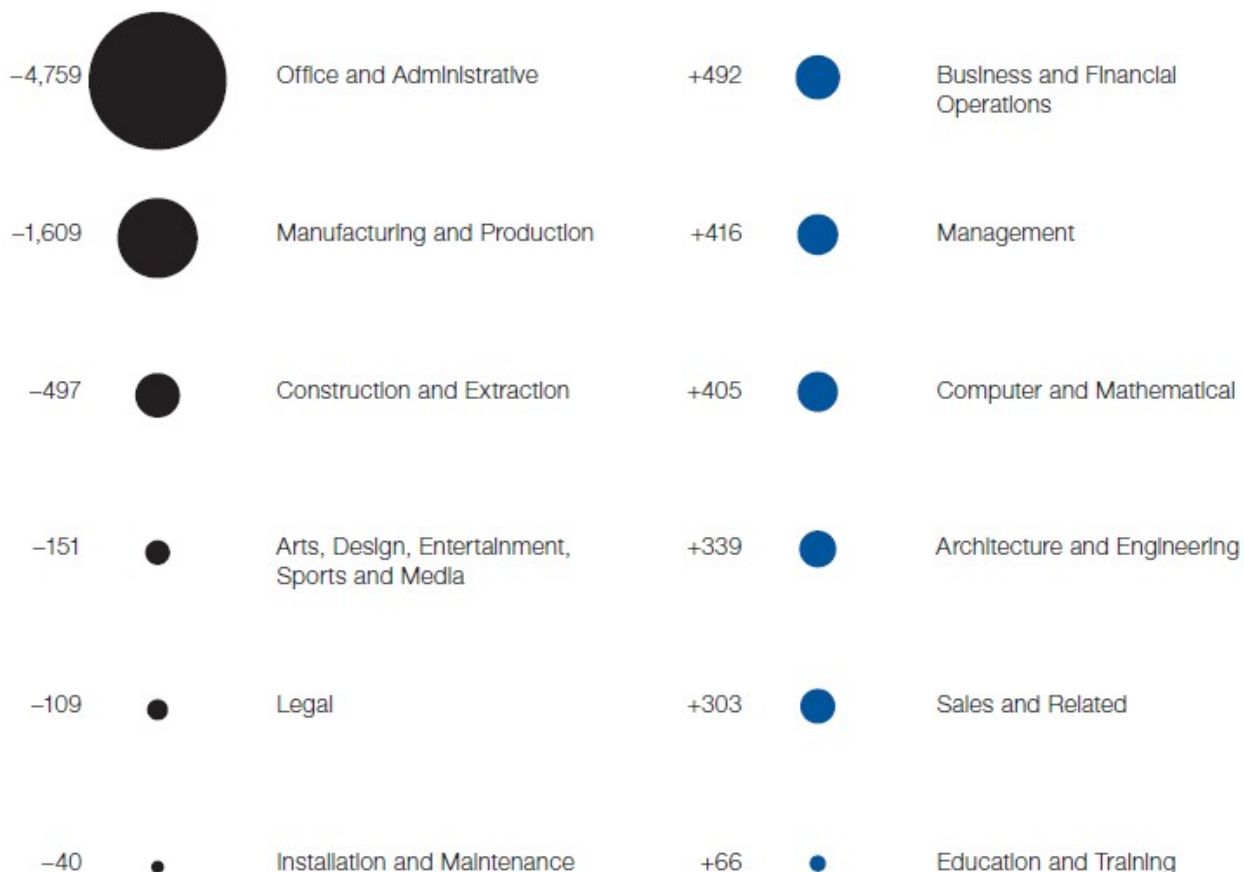 −4,759 Office and Administrative +492 Business and Financial
Operations
−1,609 Manufacturing and Production +416 Management
−497 Construction and Extraction +405 Computer and Mathematical
−151 Arts, Design, Entertainment, +339 Architecture and Engineering
Sports and Media
−109 Legal +303 Sales and Related
−40 Installation and Maintenance +66 Education and Training